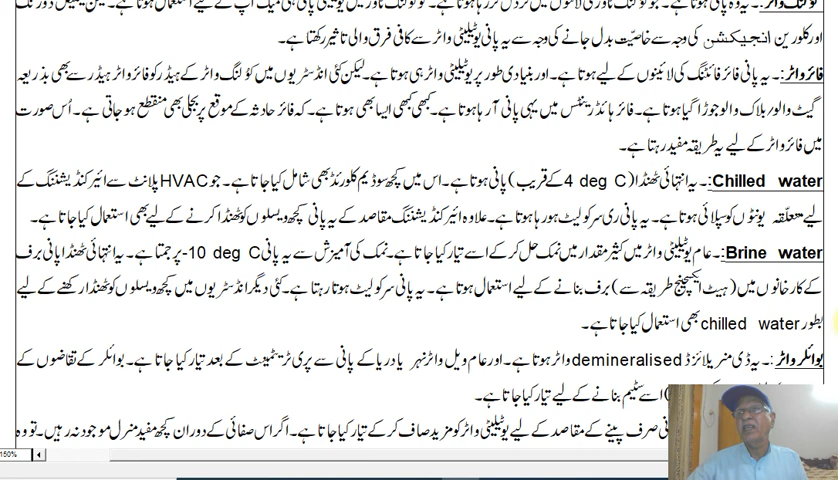 کولنگ واٹر:۔ یہ وہ پانی ہوتا ہے۔ جو کولنگ ٹاور کی لائنوں میں گردش کر رہا ہوتا ہے۔ کولنگ ٹاور میں یوٹیلیٹی پانی ہی میک اپ کے لیے استعمال ہوتا ہے۔ لیکن کیمیکل ڈوزنگ
اور کلورین انجیکشن کی وجہ سے خاصیّت بدل جانے کی وجہ سے یہ پانی یوٹیلیٹی واٹر سے کافی فرق والی تاثیر رکھتا ہے۔
فائر واٹر:۔ یہ پانی فائر فائٹنگ کی لائینوں کے لیے ہوتا ہے۔ اور بنیادی طور پر یوٹیلیٹی واٹر ہی ہوتا ہے۔ لیکن کئی انڈسٹریوں میں کولنگ واٹر کے ہیڈر کو فائر واٹر ہیڈر سے بھی بذریعہ
گیٹ والو ر بلاک والو جوڑا گیا ہوتا ہے۔ فائر ہائڈرینٹس میں یہی پانی آ رہا ہوتا ہے۔ کبھی کبھی ایسا بھی ہوتا ہے۔ کہ فائر حادثہ کے موقع پر بجلی بھی منقطع ہو جاتی ہے۔ اُس صورت
میں فائر واٹر کے لیے یہ طریقہ مفید رہتا ہے۔
Chilled water:۔ یہ انتہائی ٹھنڈا (4 deg C کے قریب) پانی ہوتا ہے۔ اس میں کچھ سوڈیم کلورئڈ بھی شامل کیا جاتا ہے۔ جو HVAC پلانٹ سے ائیر کنڈیشننگ کے
لیے متعلّقہ یونٹوں کو سپلائی ہوتا ہے۔ یہ پانی ری سرکولیٹ ہو رہا ہوتا ہے۔ علاوہ ائیر کنڈیشننگ مقاصد کے یہ پانی کچھ ویسلوں کو ٹھنڈا کرنے کے لیے بھی استعمال کیا جاتا ہے۔
Brine water:۔ عام یوٹیلیٹی واٹر میں کثیر مقدار میں نمک حل کر کے اسے تیار کیا جاتا ہے۔ نمک کی آمیزش سے یہ پانی -10 deg C پر جمتا ہے۔ یہ انتہائی ٹھنڈا پانی برف
کے کارخانوں میں (ہیٹ ایکسچینج طریقہ سے) برف بنانے کے لیے استعمال ہوتا ہے۔ یہ پانی سرکولیٹ ہوتا رہتا ہے۔ کئی دیگر انڈسٹریوں میں کچھ ویسلوں کو ٹھنڈا رکھنے کے لیے
بطور chilled water بھی استعمال کیا جاتا ہے۔
بوائلر واٹر:۔ یہ ڈی منریلائزڈ demineralised واٹر ہوتا ہے۔ اور عام ویل واٹر نہر یا دریا کے پانی سے پری ٹریٹمینٹ کے بعد تیار کیا جاتا ہے۔ بوائلر کے تقاضوں کے
) اسے سٹیم بنانے کے لیے تیار کیا جاتا ہے۔
نی صرف پینے کے مقاصد کے لیے یوٹیلیٹی واٹر کو مزید صاف کر کے تیار کیا جاتا ہے۔ اگر اس صفائی کے دوران کچھ مفید منرل موجود نہ رہیں۔ تو وہ
150%